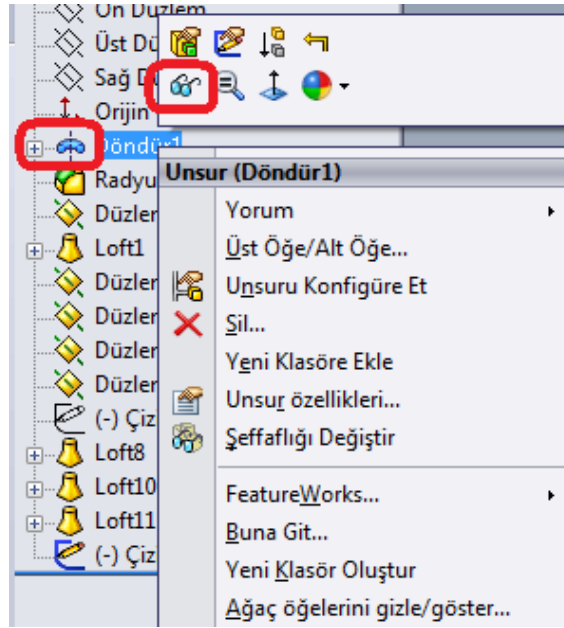 Ön Düzlem
Üst Dü
Sağ D
Orijin
Döndür1
Radyu
Düzler
Loft1
Düzler
Düzler
Düzler
Düzler
(-) Çiz
Loft8
Loft10
Loft11
(-) Çiz
Unsur (Döndür1)
Yorum
Üst Öğe/Alt Öğe...
Unsuru Konfigüre Et
Sil...
Yeni Klasöre Ekle
Unsur özellikleri...
Şeffaflığı Değiştir
FeatureWorks...
Buna Git...
Yeni Klasör Oluştur
Ağaç öğelerini gizle/göster...